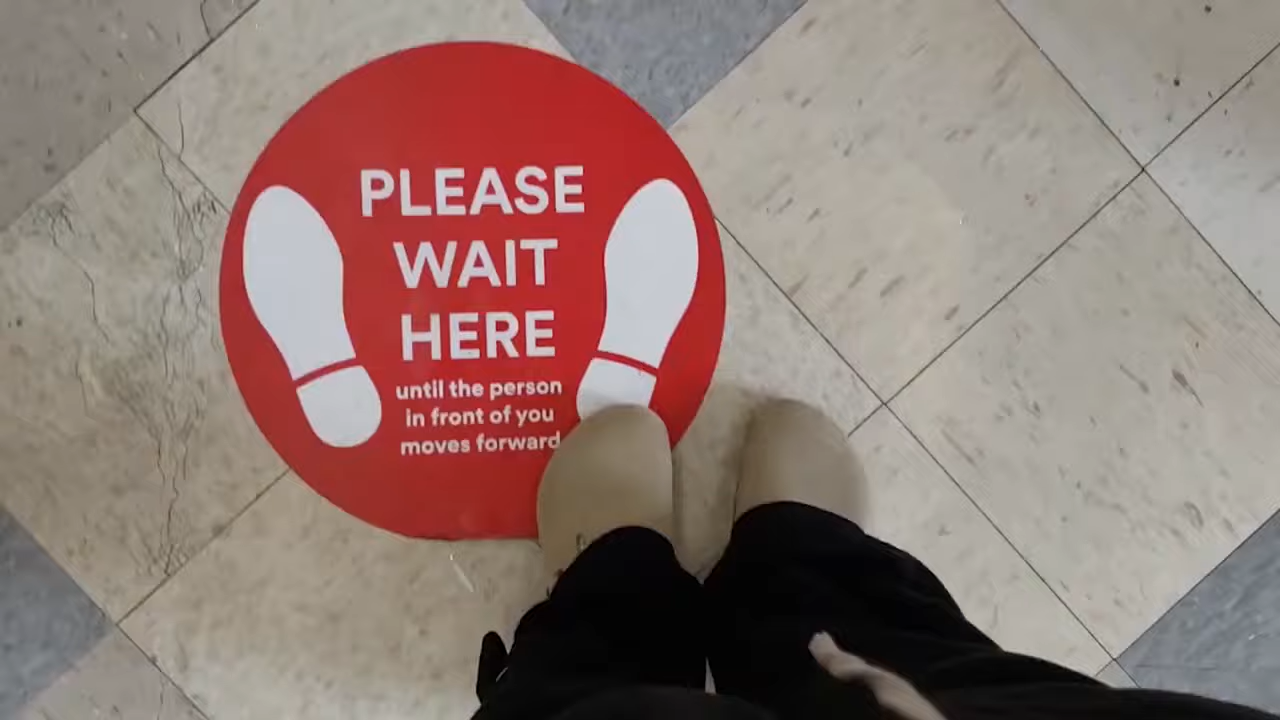 PLEASE
WAIT
HERE
until the person
in front of you
moves forward